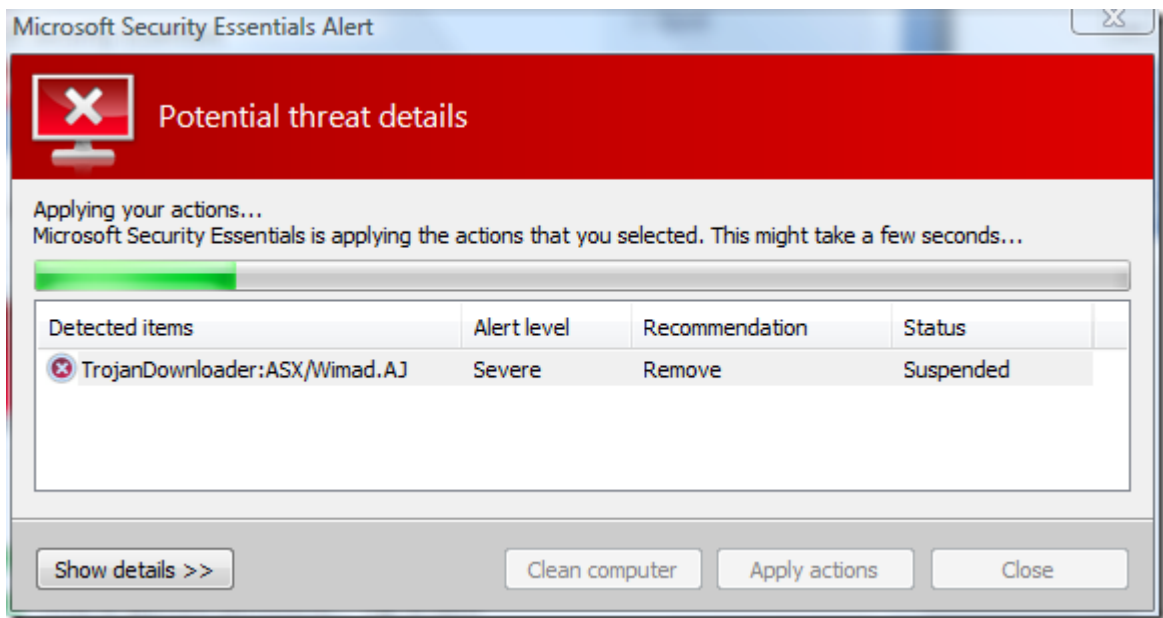 Microsoft Security Essentials Alert
Potential threat details
Applying your actions...
Microsoft Security Essentials is applying the actions that you selected. This might take a few seconds...
Detected items Alert level Recommendation Status
TrojanDownloader:ASX/Wimad.AJ Severe Remove Suspended
Show details >> Clean computer Apply actions Close